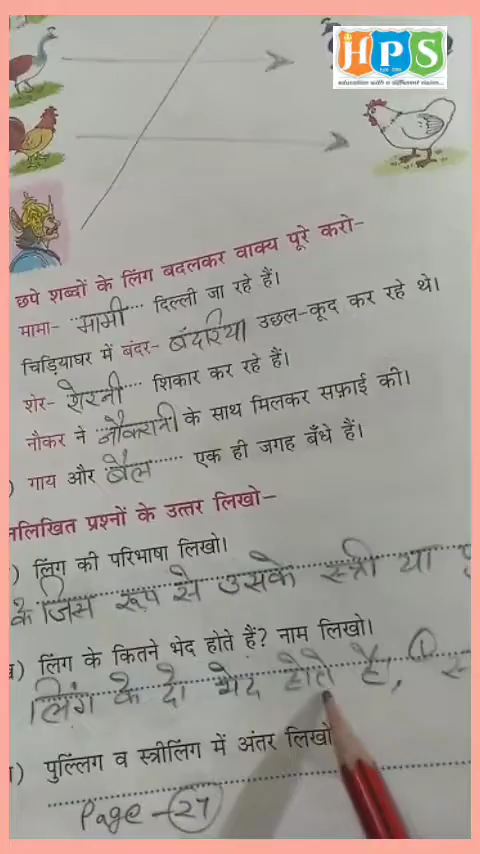 HPS
education with a different vision...
छपे शब्दों के लिंग बदलकर वाक्य पूरे करो–
मामा- मामी दिल्ली जा रहे हैं।
चिड़ियाघर में बंदर- बंदरिया उछल-कूद कर रहे थे।
शेर- शेरनी शिकार कर रहे हैं।
नौकर ने नौकरानी के साथ मिलकर सफ़ाई की।
) गाय और बैल एक ही जगह बँधे हैं।
लिखित प्रश्नों के उत्तर लिखो–
) लिंग की परिभाषा लिखो।
के जिस रूप से उसके स्त्री या
) लिंग के कितने भेद होते हैं? नाम लिखो।
लिंग के दो भेद होते है, ①
) पुल्लिंग व स्त्रीलिंग में अंतर लिखो
Page - 27